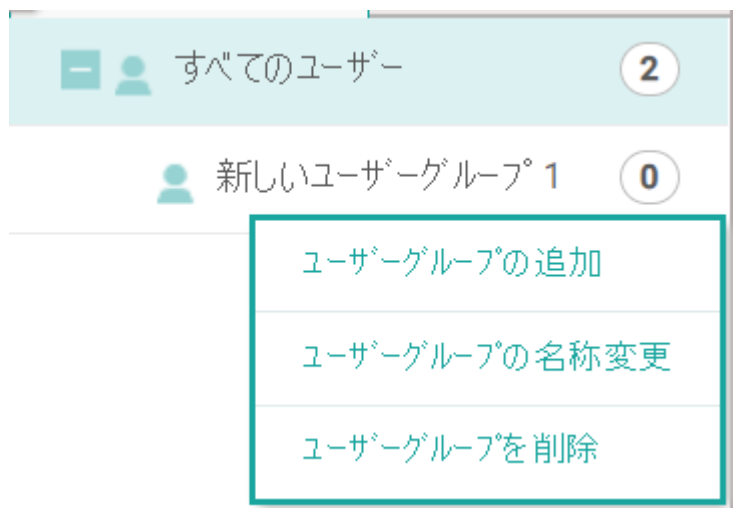 すべてのユーザー 2
新しいユーザーグループ 1 0
ユーザーグループの追加
ユーザーグループの名称変更
ユーザーグループを削除